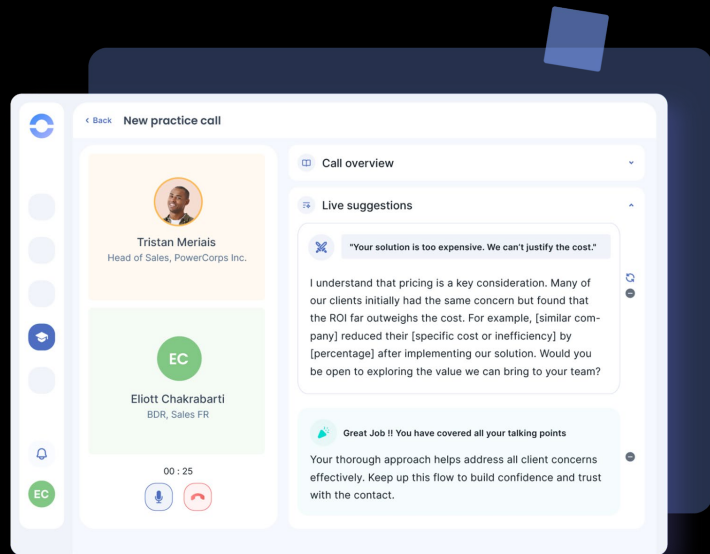 Back New practice call
Tristan Meriais
Head of Sales, PowerCorps Inc.
EC
Eliott Chakrabarti
BDR, Sales FR
00 : 25
EC
Call overview
Live suggestions
"Your solution is too expensive. We can't justify the cost."
I understand that pricing is a key consideration. Many of
our clients initially had the same concern but found that
the ROI far outweighs the cost. For example, [similar com-
pany] reduced their [specific cost or inefficiency] by
[percentage] after implementing our solution. Would you
be open to exploring the value we can bring to your team?
Great Job !! You have covered all your talking points
Your thorough approach helps address all client concerns
effectively. Keep up this flow to build confidence and trust
with the contact.